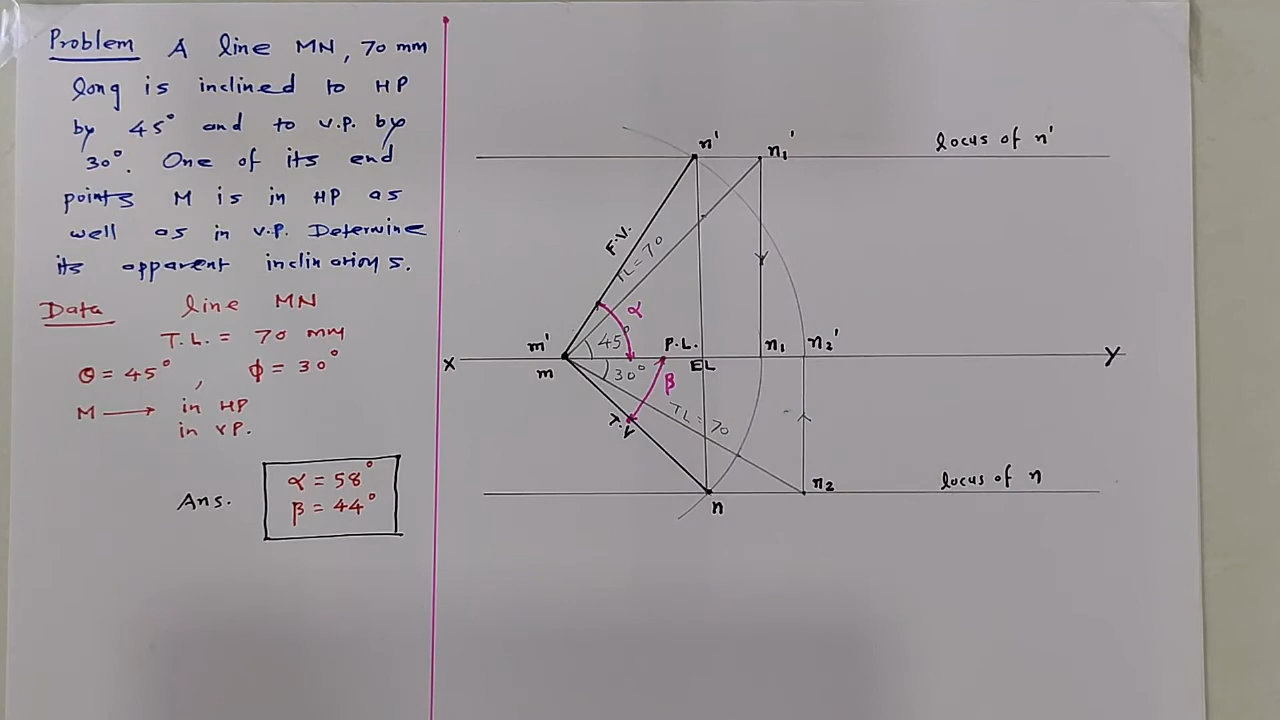 Problem A line MN, 70 mm
long is inclined to HP
by 45° and to V.P. by
30°. One of its end
points M is in HP as
well as in V.P. Determine
its apparent inclinations.
Data line MN
T.L. = 70 mm
θ = 45°, ϕ = 30°
M → in HP
in VP.
Ans. α = 58°
β = 44°
n' n₁' locus of n'
F.V.
TL = 70
α
m' 45° P.L. n₁ n₂'
X Y
m 30° β EL
TL = 70
T.V
n₂ locus of n
n